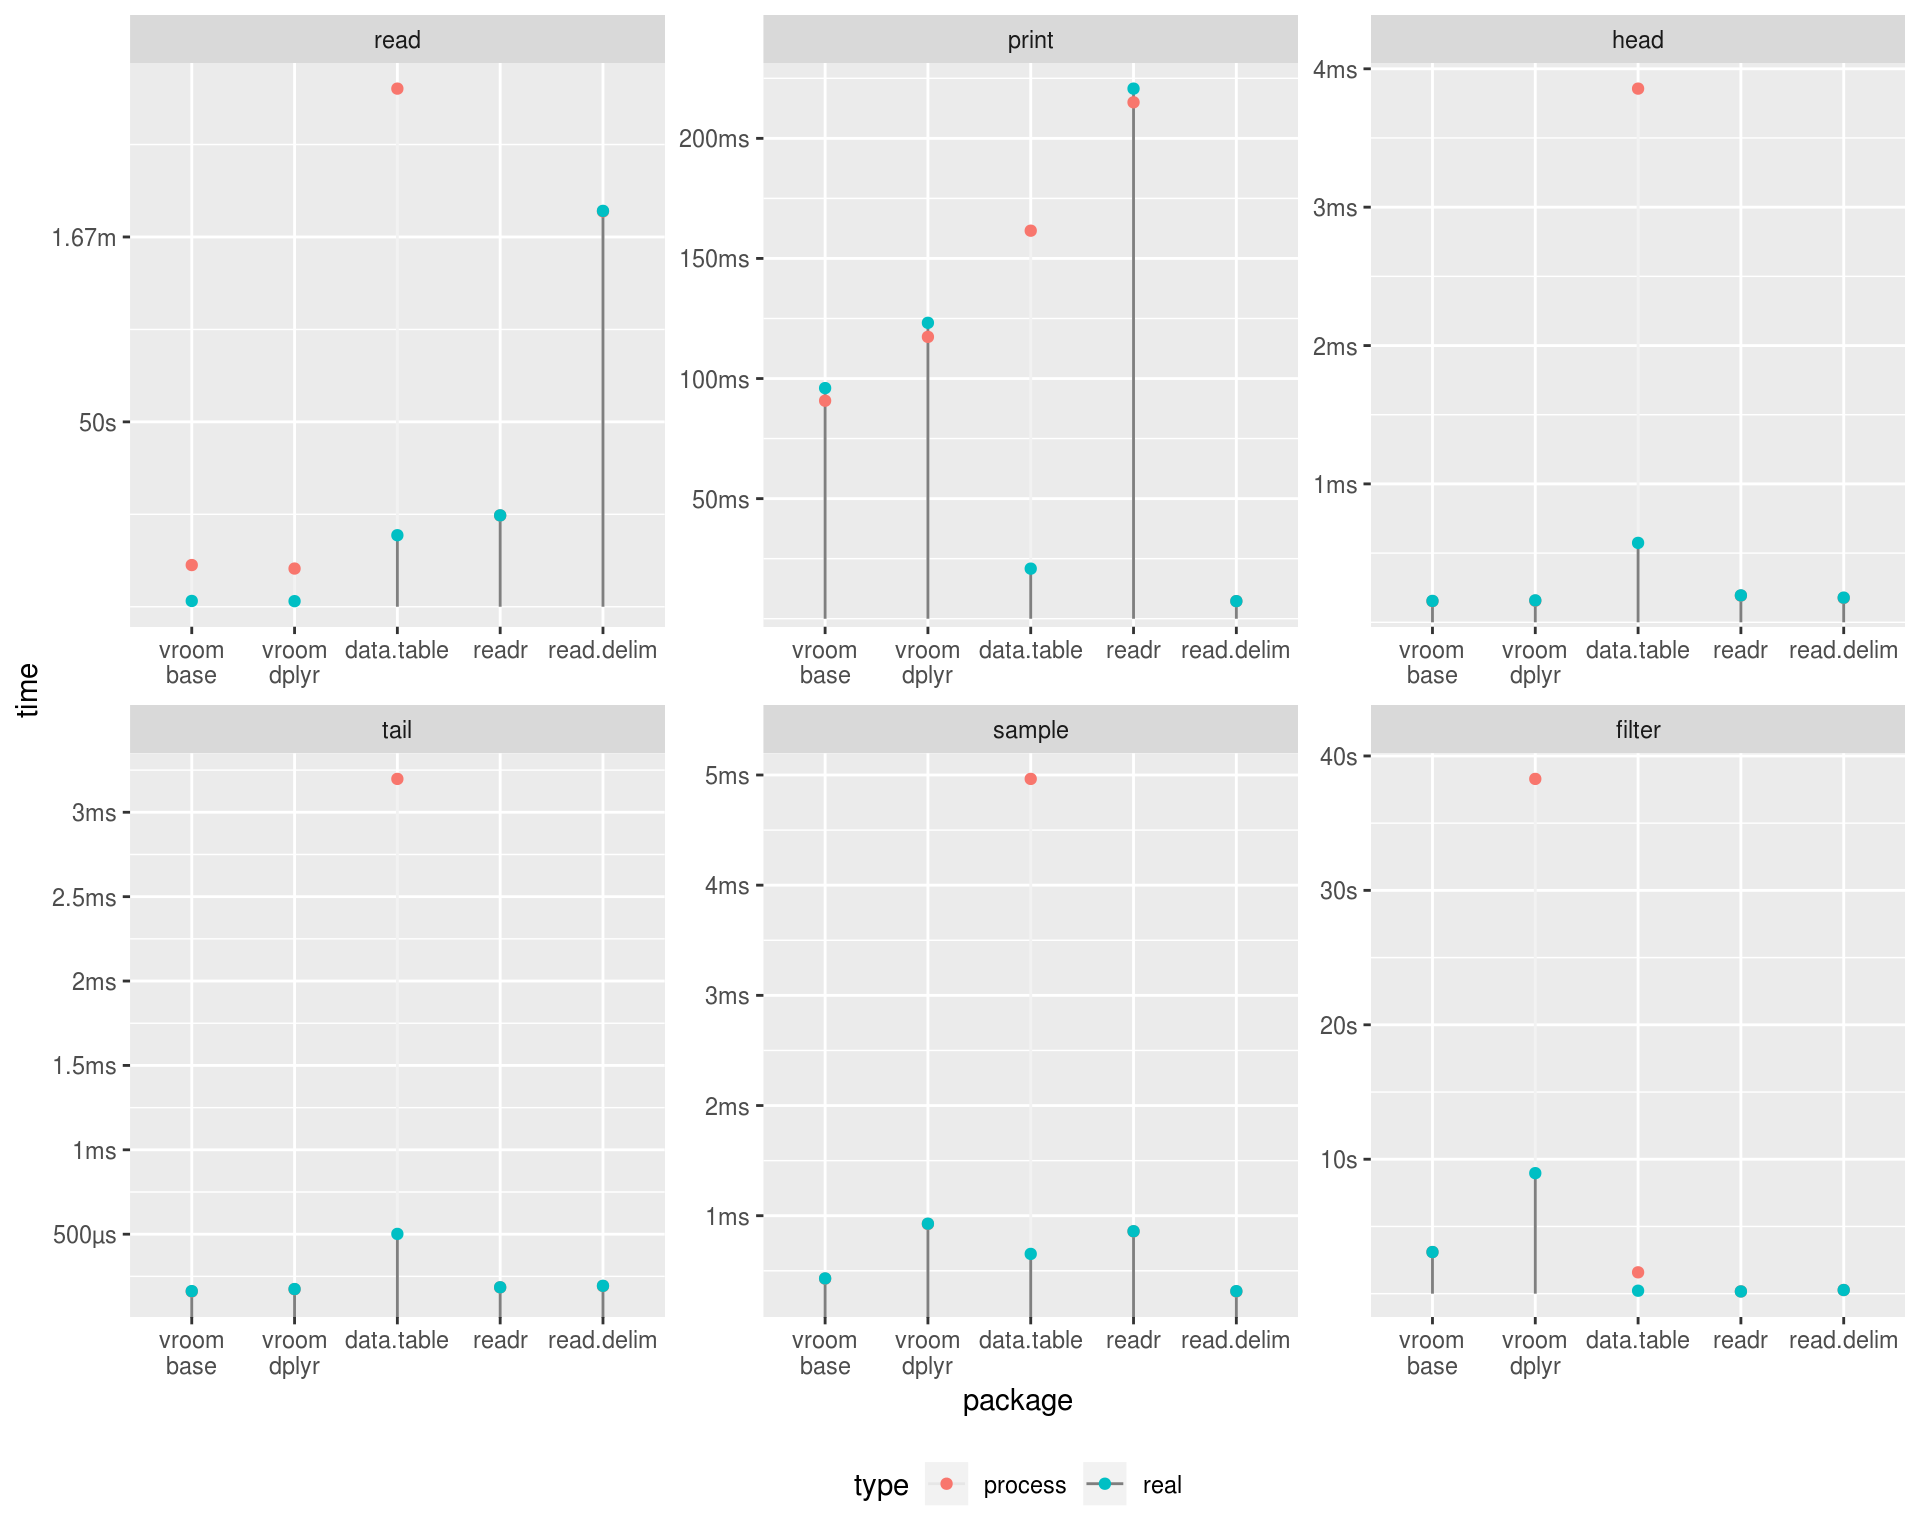 read
print
head
1.67m
50s
200ms
150ms
100ms
50ms
4ms
3ms
2ms
1ms
vroom base
vroom dplyr
data.table
readr
read.delim
vroom base
vroom dplyr
data.table
readr
read.delim
vroom base
vroom dplyr
data.table
readr
read.delim
time
tail
sample
filter
3ms
2.5ms
2ms
1.5ms
1ms
500µs
5ms
4ms
3ms
2ms
1ms
40s
30s
20s
10s
vroom base
vroom dplyr
data.table
readr
read.delim
vroom base
vroom dplyr
data.table
readr
read.delim
vroom base
vroom dplyr
data.table
readr
read.delim
package
type process real